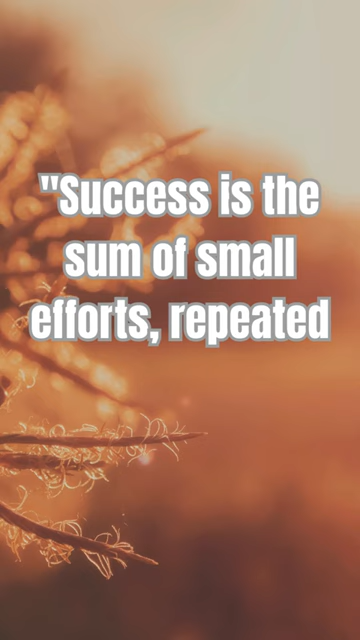 "Success is the
sum of small
efforts, repeated